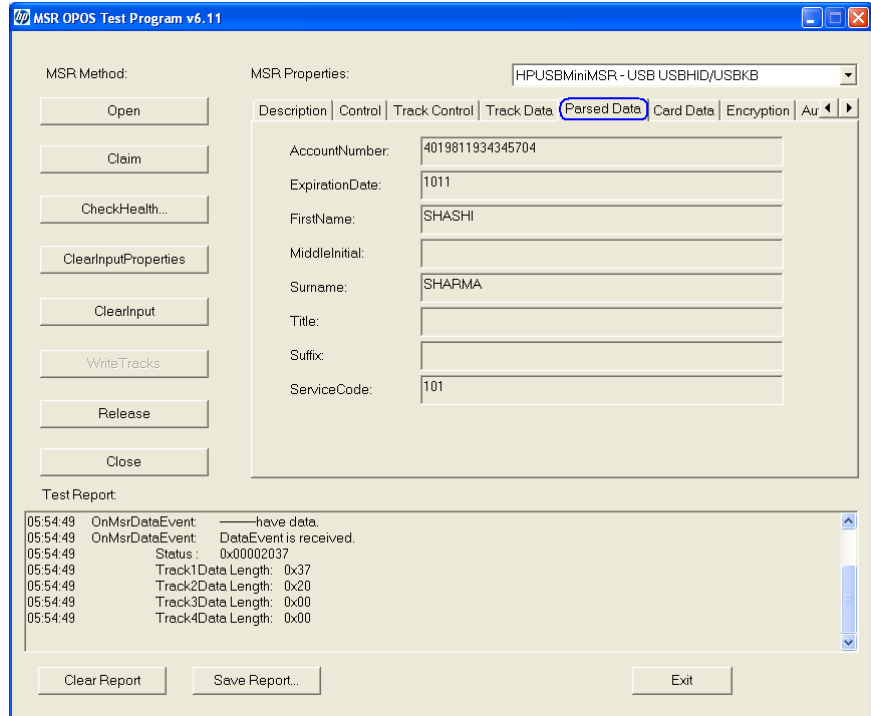 hp MSR OPOS Test Program v6.11
MSR Method:
MSR Properties:
HPUSBMiniMSR - USB USBHID/USBKB
Open
Claim
CheckHealth...
ClearInputProperties
ClearInput
WriteTracks
Release
Close
Description Control Track Control Track Data Parsed Data Card Data Encryption Au
AccountNumber: 4019811934345704
ExpirationDate: 1011
FirstName: SHASHI
MiddleInitial:
Surname: SHARMA
Title:
Suffix:
ServiceCode: 101
Test Report:
05:54:49 OnMsrDataEvent: ----------have data.
05:54:49 OnMsrDataEvent: DataEvent is received.
05:54:49 Status : 0x00002037
05:54:49 Track1Data Length: 0x37
05:54:49 Track2Data Length: 0x20
05:54:49 Track3Data Length: 0x00
05:54:49 Track4Data Length: 0x00
Clear Report
Save Report...
Exit